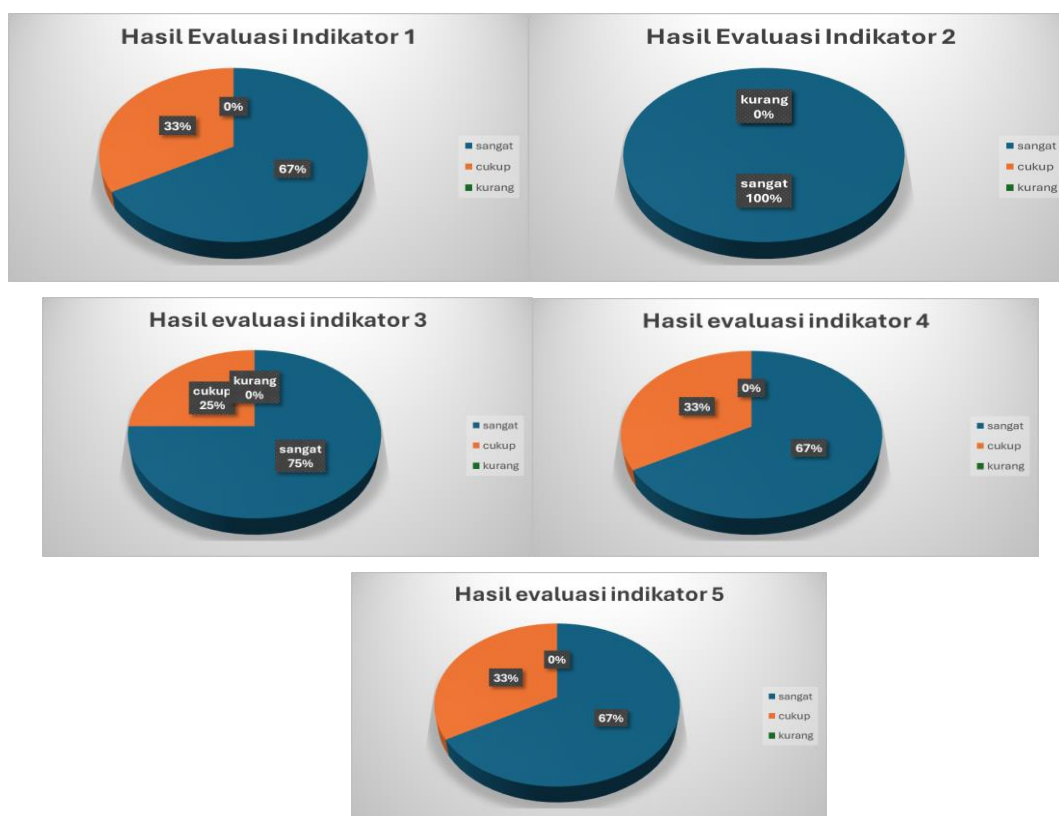 Hasil Evaluasi Indikator 1
0%
33%
67%
sangat
cukup
kurang
Hasil Evaluasi Indikator 2
kurang
0%
sangat
100%
sangat
cukup
kurang
Hasil evaluasi indikator 3
kurang
0%
cukup
25%
sangat
75%
sangat
cukup
kurang
Hasil evaluasi indikator 4
0%
33%
67%
sangat
cukup
kurang
Hasil evaluasi indikator 5
0%
33%
67%
sangat
cukup
kurang